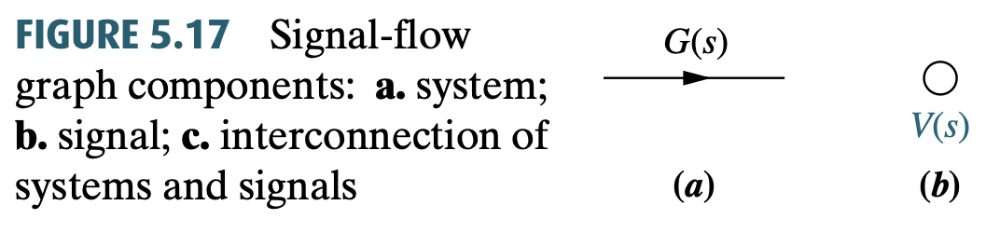 FIGURE 5.17 Signal-flow
graph components: a. system;
b. signal; c. interconnection of
systems and signals
G(s)
V(s)
(a)
(b)